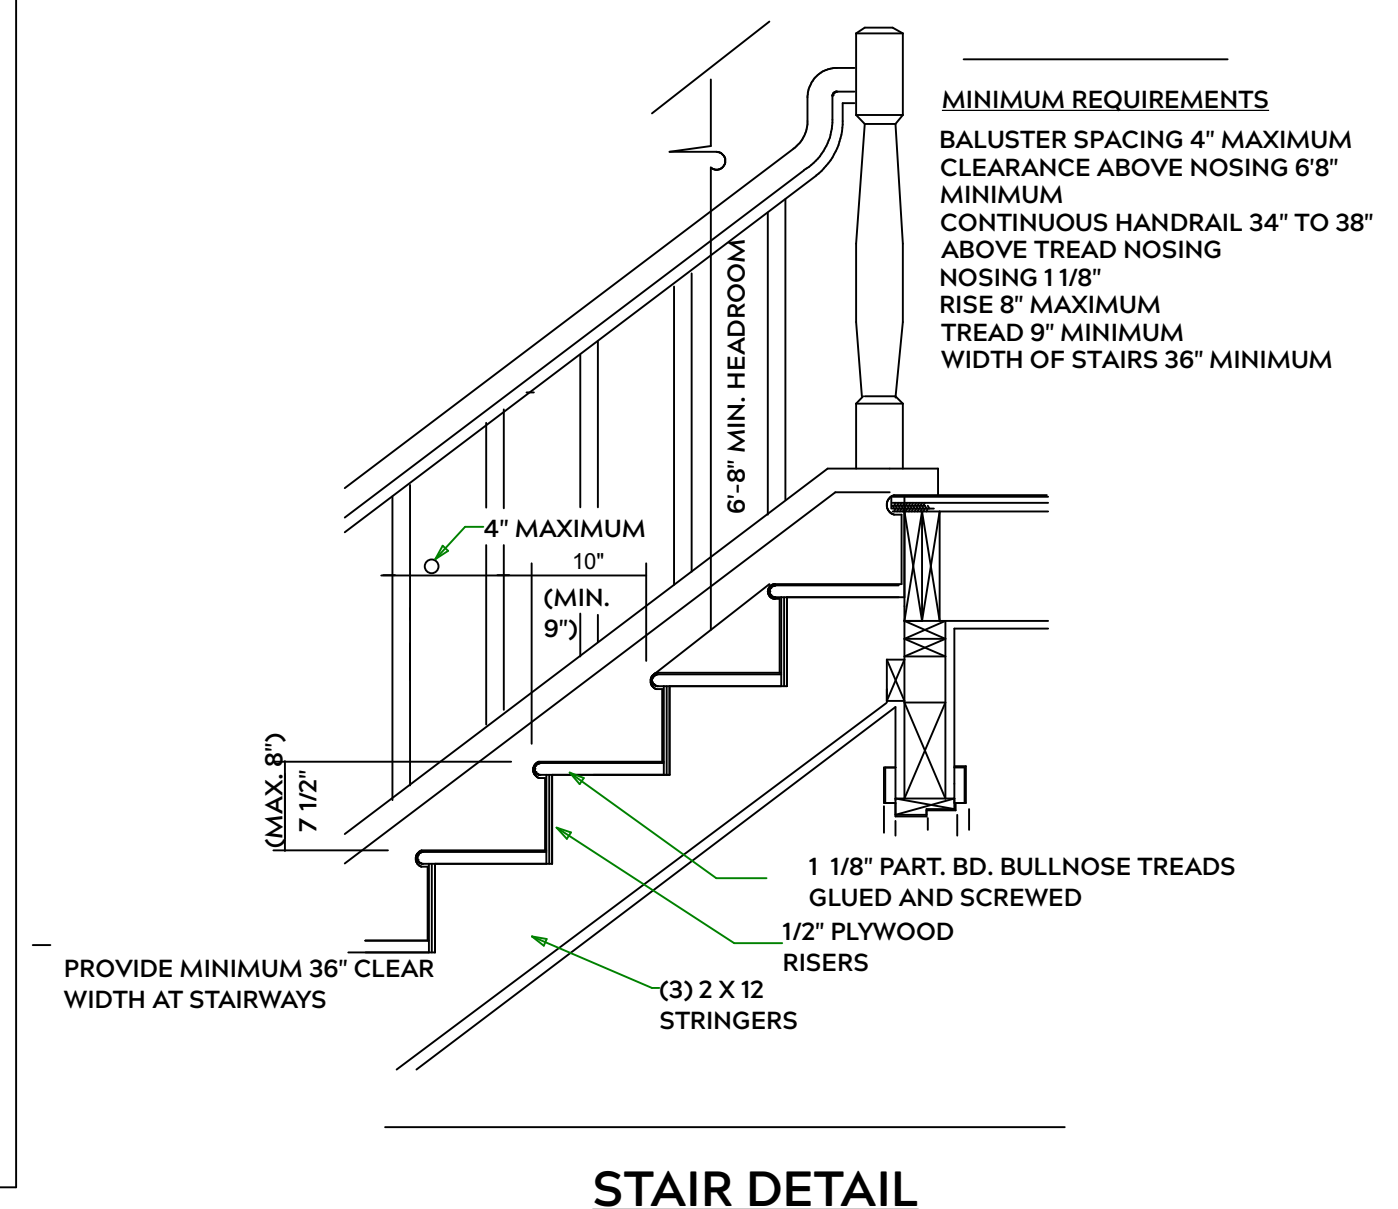 MINIMUM REQUIREMENTS
BALUSTER SPACING 4" MAXIMUM
CLEARANCE ABOVE NOSING 6'8"
MINIMUM
CONTINUOUS HANDRAIL 34" TO 38"
ABOVE TREAD NOSING
NOSING 1 1/8"
RISE 8" MAXIMUM
TREAD 9" MINIMUM
WIDTH OF STAIRS 36" MINIMUM
6'-8" MIN. HEADROOM
4" MAXIMUM
10"
(MIN.
9")
(MAX. 8")
7 1/2"
1 1/8" PART. BD. BULLNOSE TREADS
GLUED AND SCREWED
1/2" PLYWOOD
RISERS
PROVIDE MINIMUM 36" CLEAR
WIDTH AT STAIRWAYS
(3) 2 X 12
STRINGERS
STAIR DETAIL